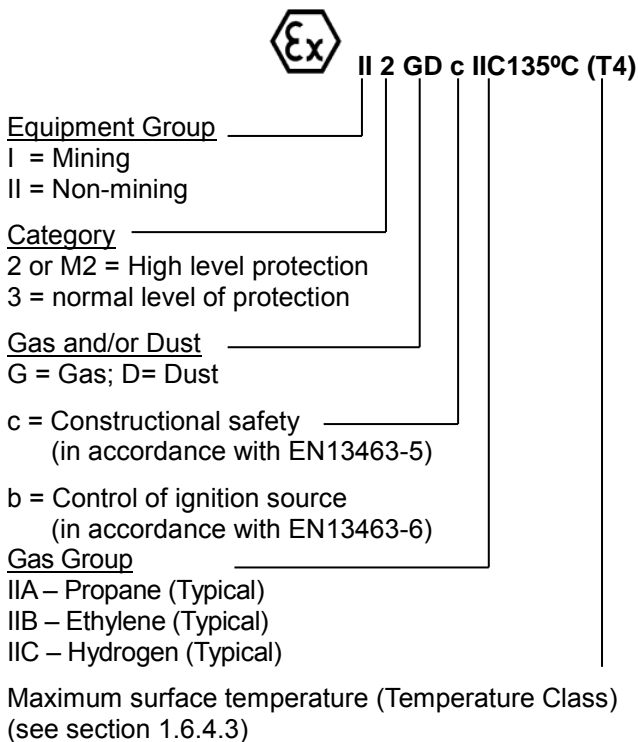 Ex
II 2 GD c IIC135ºC (T4)
Equipment Group
I = Mining
II = Non-mining
Category
2 or M2 = High level protection
3 = normal level of protection
Gas and/or Dust
G = Gas; D= Dust
c = Constructional safety
(in accordance with EN13463-5)
b = Control of ignition source
(in accordance with EN13463-6)
Gas Group
IIA – Propane (Typical)
IIB – Ethylene (Typical)
IIC – Hydrogen (Typical)
Maximum surface temperature (Temperature Class)
(see section 1.6.4.3)